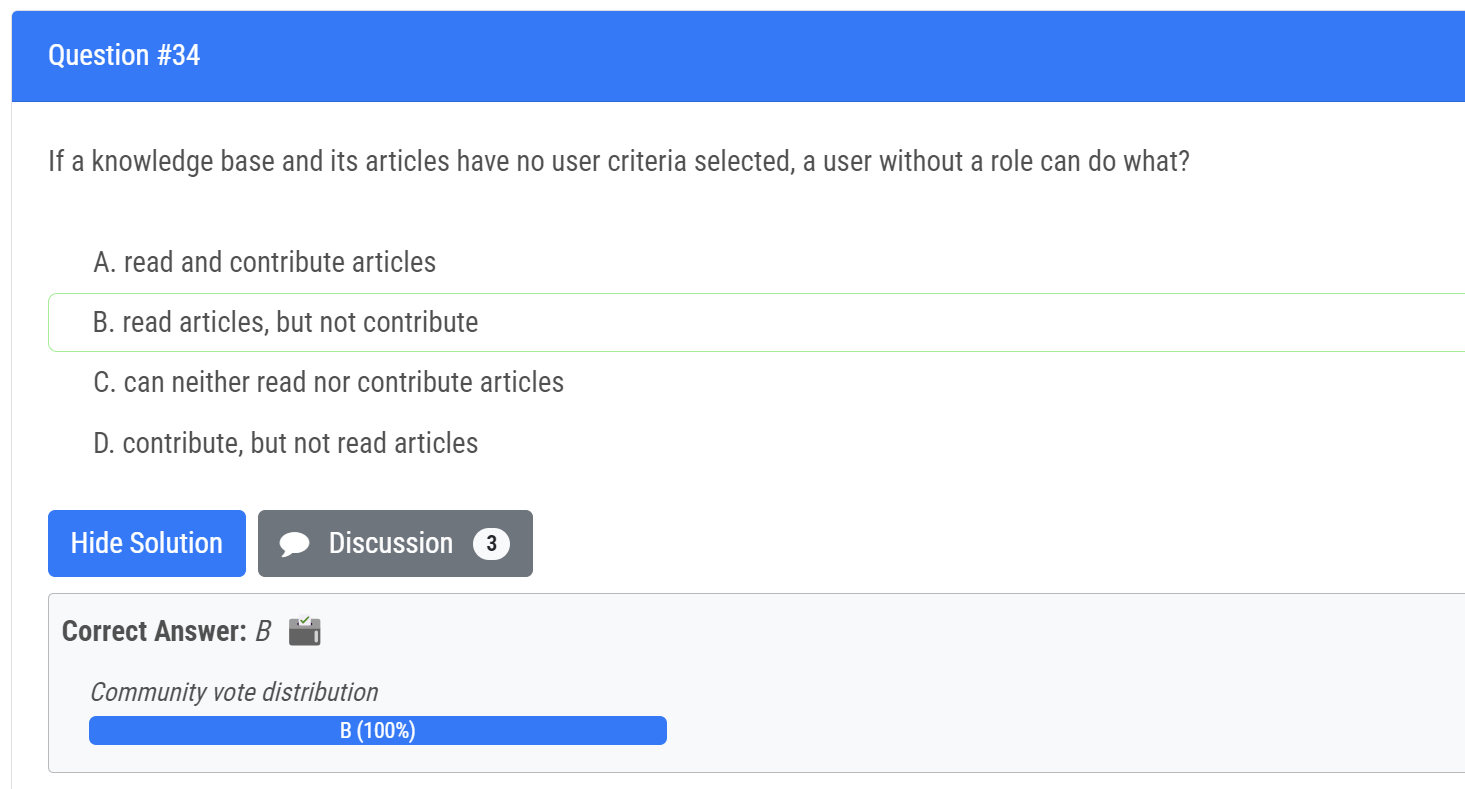 Question #34
If a knowledge base and its articles have no user criteria selected, a user without a role can do what?
A. read and contribute articles
B. read articles, but not contribute
C. can neither read nor contribute articles
D. contribute, but not read articles
Hide Solution
Discussion 3
Correct Answer: B
Community vote distribution
B (100%)